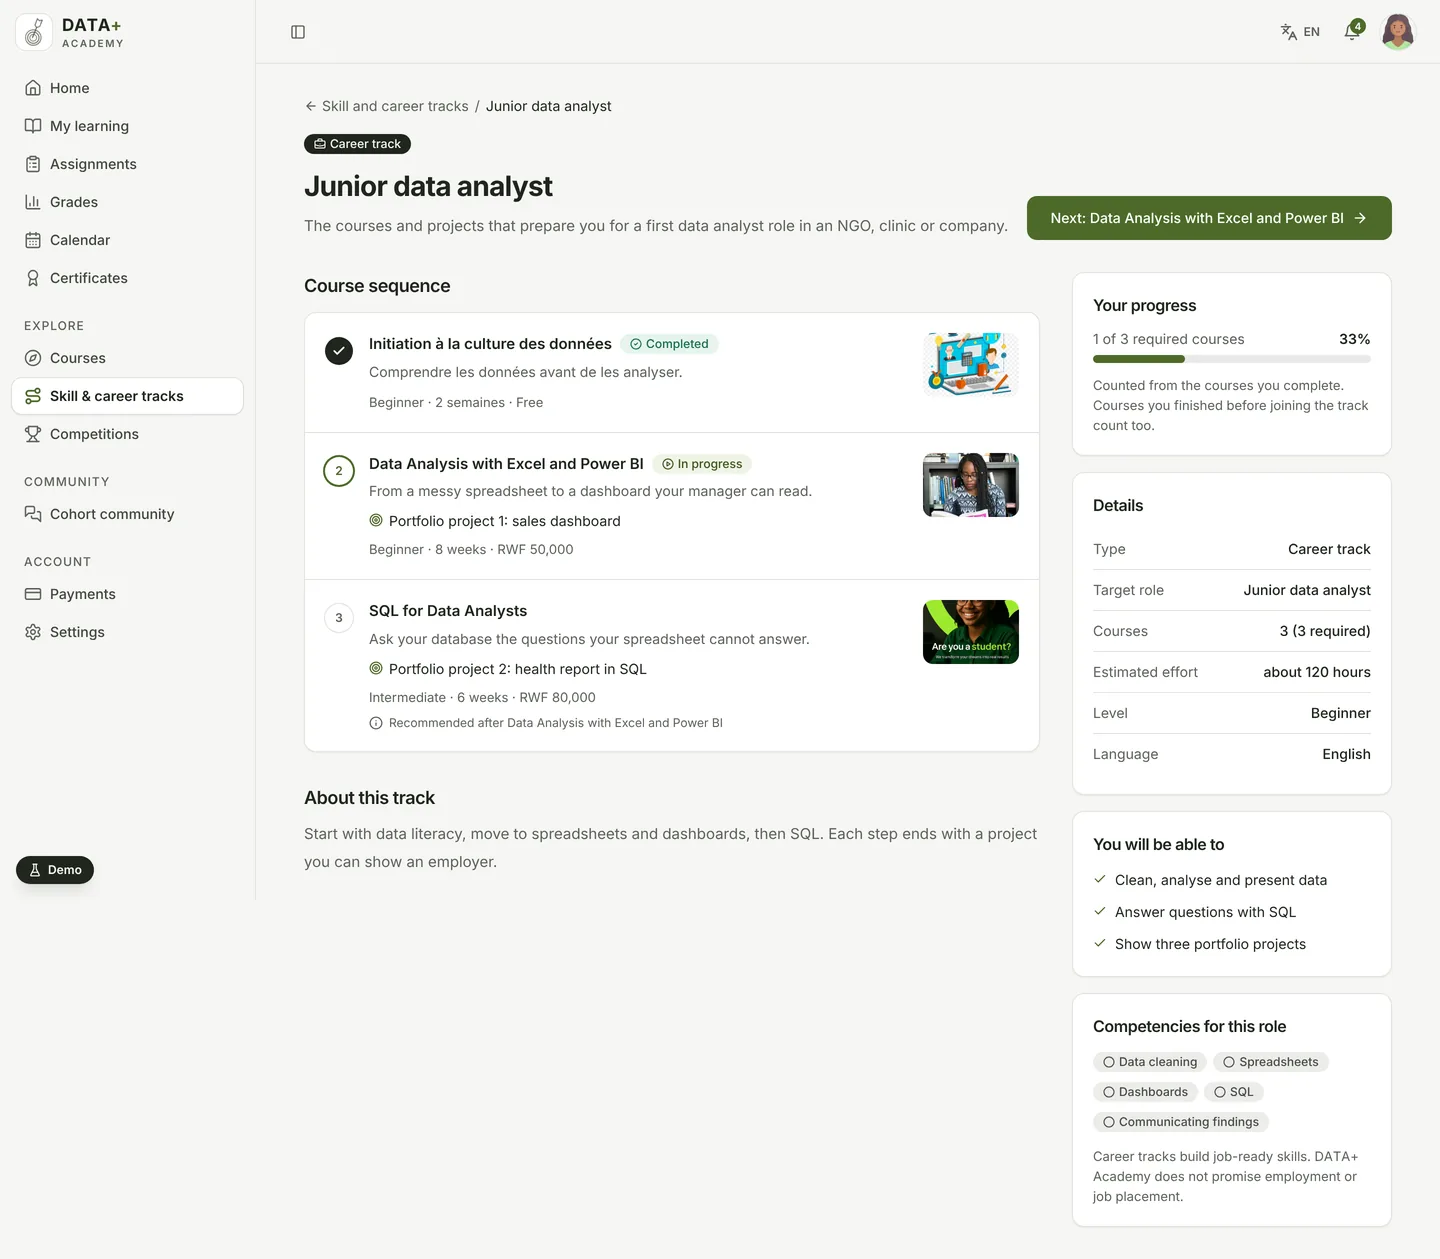 DATA+
ACADEMY
Home
My learning
Assignments
Grades
Calendar
Certificates
EXPLORE
Courses
Skill & career tracks
Competitions
COMMUNITY
Cohort community
ACCOUNT
Payments
Settings
Demo
EN
4
Skill and career tracks / Junior data analyst
Career track
Junior data analyst
The courses and projects that prepare you for a first data analyst role in an NGO, clinic or company.
Next: Data Analysis with Excel and Power BI
Course sequence
Initiation à la culture des données
Completed
Comprendre les données avant de les analyser.
Beginner · 2 semaines · Free
2
Data Analysis with Excel and Power BI
In progress
From a messy spreadsheet to a dashboard your manager can read.
Portfolio project 1: sales dashboard
Beginner · 8 weeks · RWF 50,000
3
SQL for Data Analysts
Ask your database the questions your spreadsheet cannot answer.
Portfolio project 2: health report in SQL
Intermediate · 6 weeks · RWF 80,000
Recommended after Data Analysis with Excel and Power BI
Are you a student?
About this track
Start with data literacy, move to spreadsheets and dashboards, then SQL. Each step ends with a project
you can show an employer.
Your progress
1 of 3 required courses 33%
Counted from the courses you complete.
Courses you finished before joining the track
count too.
Details
Type Career track
Target role Junior data analyst
Courses 3 (3 required)
Estimated effort about 120 hours
Level Beginner
Language English
You will be able to
Clean, analyse and present data
Answer questions with SQL
Show three portfolio projects
Competencies for this role
Data cleaning Spreadsheets
Dashboards SQL
Communicating findings
Career tracks build job-ready skills. DATA+
Academy does not promise employment or
job placement.